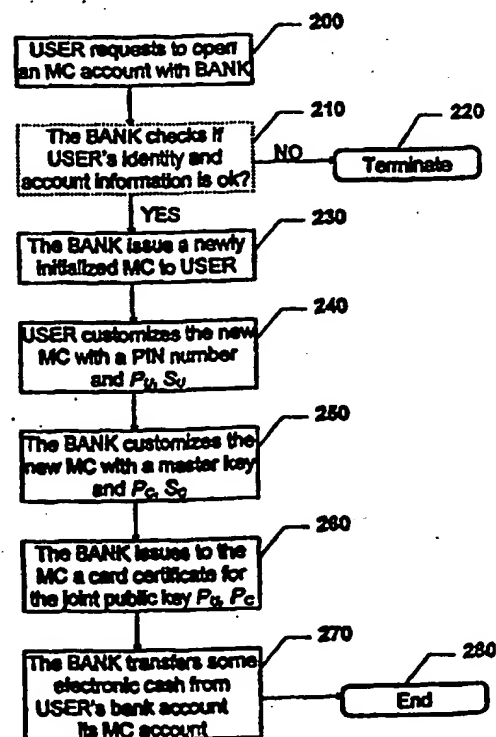 200
USER requests to open
an MC account with BANK
210
The BANK checks if
USER's identity and
account information is ok?
NO
220
Terminate
YES
230
The BANK issue a newly
initialized MC to USER
240
USER customizes the new
MC with a PIN number
and PU, SU
250
The BANK customizes the
new MC with a master key
and PC, SC
260
The BANK issues to the
MC a card certificate for
the joint public key PU, PC
270
The BANK transfers some
electronic cash from
USER's bank account
its MC account
280
End